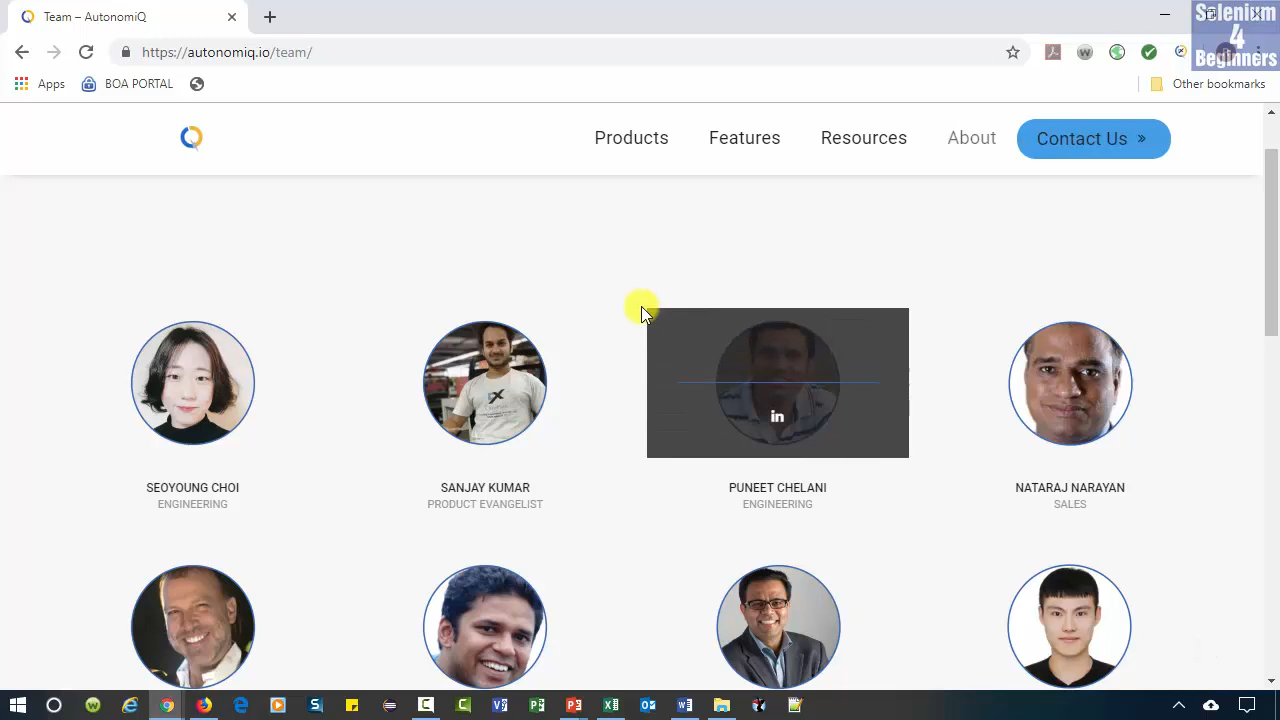 Team – AutonomiQ
Selenium
4
Beginners
https://autonomiq.io/team/
Apps
BOA PORTAL
Other bookmarks
Products
Features
Resources
About
Contact Us »
in
SEOYOUNG CHOI
ENGINEERING
SANJAY KUMAR
PRODUCT EVANGELIST
PUNEET CHELANI
ENGINEERING
NATARAJ NARAYAN
SALES